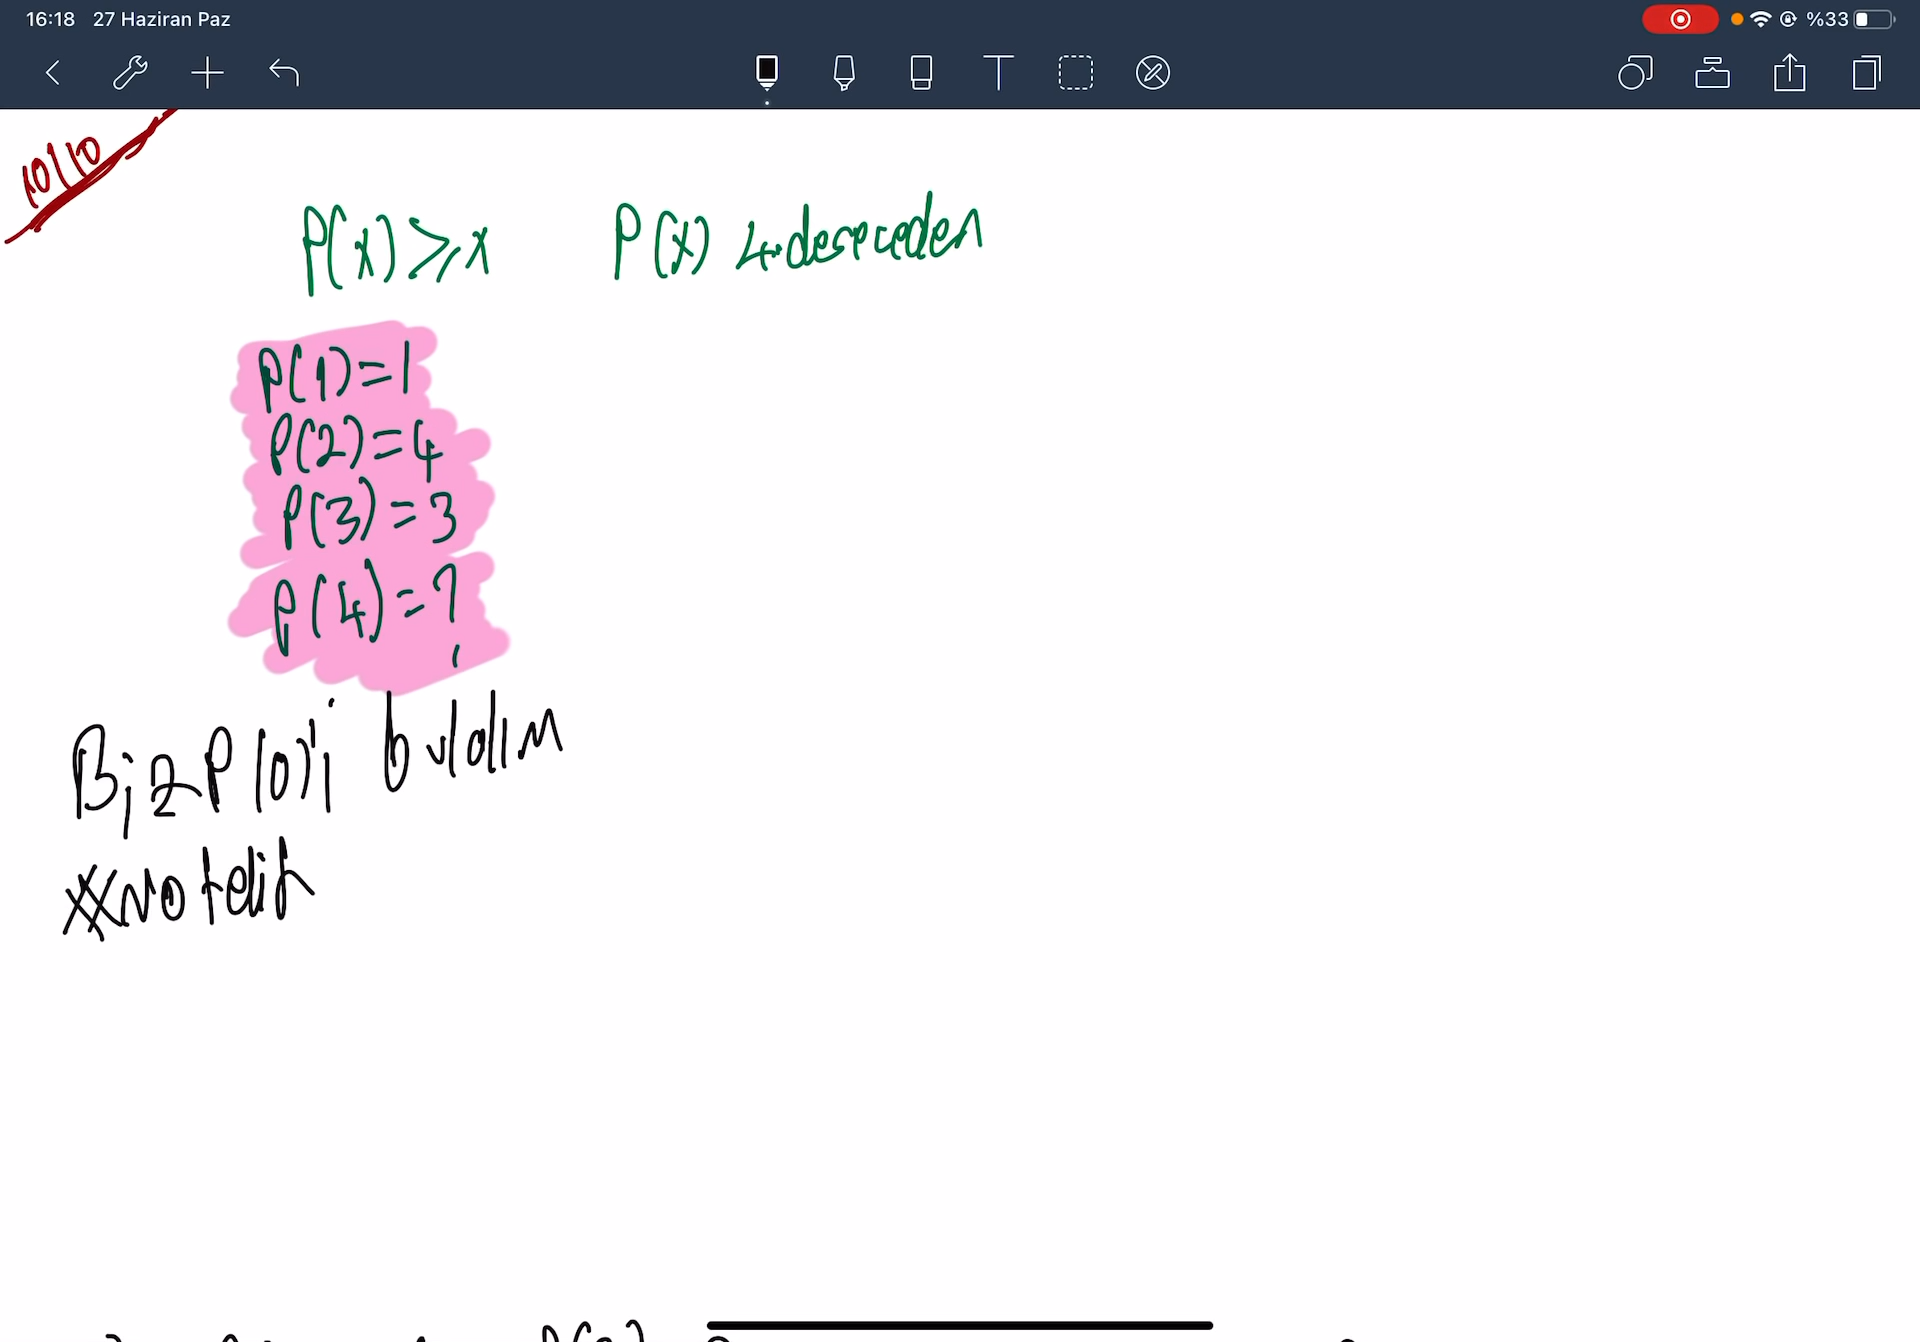 16:18 27 Haziran Paz %33
10/10
P(x)⩾x P(x) 4.dereceden
P(1)=1
P(2)=4
P(3)=3
P(4)=?
Biz P(0)'i bulalım
No telif